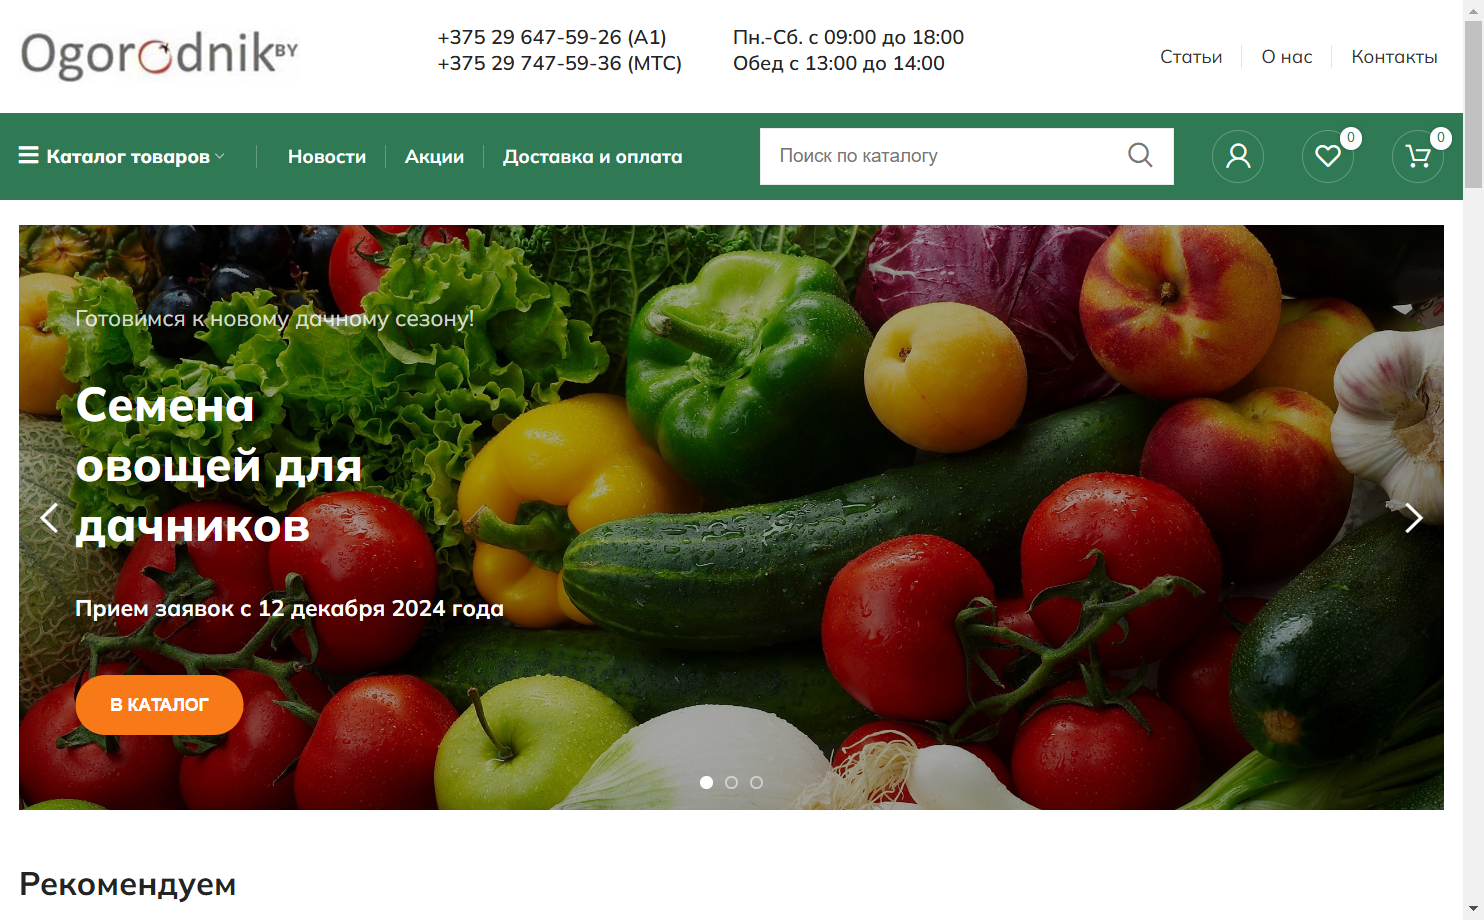 Ogorodnik BY
+375 29 647-59-26 (A1)
+375 29 747-59-36 (МТС)
Пн.-Сб. с 09:00 до 18:00
Обед с 13:00 до 14:00
Статьи
О нас
Контакты
Каталог товаров
Новости
Акции
Доставка и оплата
Поиск по каталогу
0
0
Готовимся к новому дачному сезону!
Семена
овощей для
дачников
Прием заявок с 12 декабря 2024 года
В КАТАЛОГ
Рекомендуем